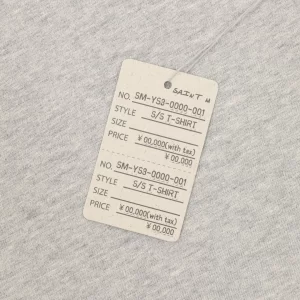 SAINT M
NO. SM-YS3-0000-001
STYLE S/S T-SHIRT
SIZE
PRICE ¥00,000(with tax)
¥00,000
NO. SM-YS3-0000-001
STYLE S/S T-SHIRT
SIZE
PRICE ¥00,000(with tax)
¥00,000